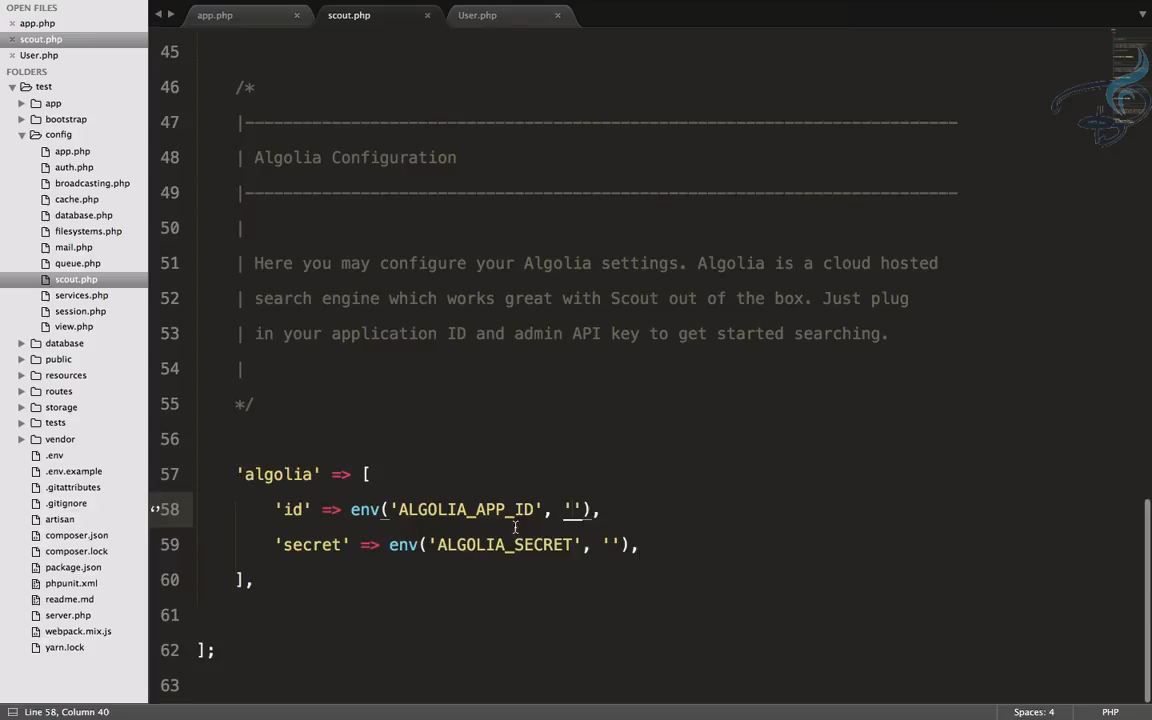 OPEN FILES
app.php
scout.php
User.php
FOLDERS
test
app
bootstrap
config
app.php
auth.php
broadcasting.php
cache.php
database.php
filesystems.php
mail.php
queue.php
scout.php
services.php
session.php
view.php
database
public
resources
routes
storage
tests
vendor
.env
.env.example
.gitattributes
.gitignore
artisan
composer.json
composer.lock
package.json
phpunit.xml
readme.md
server.php
webpack.mix.js
yarn.lock
app.php scout.php User.php
45
46 /*
47 |--------------------------------------------------------------------------
48 | Algolia Configuration
49 |--------------------------------------------------------------------------
50 |
51 | Here you may configure your Algolia settings. Algolia is a cloud hosted
52 | search engine which works great with Scout out of the box. Just plug
53 | in your application ID and admin API key to get started searching.
54 |
55 */
56
57 'algolia' => [
58 'id' => env('ALGOLIA_APP_ID', ''),
59 'secret' => env('ALGOLIA_SECRET', ''),
60 ],
61
62 ];
63
Line 58, Column 40 Spaces: 4 PHP